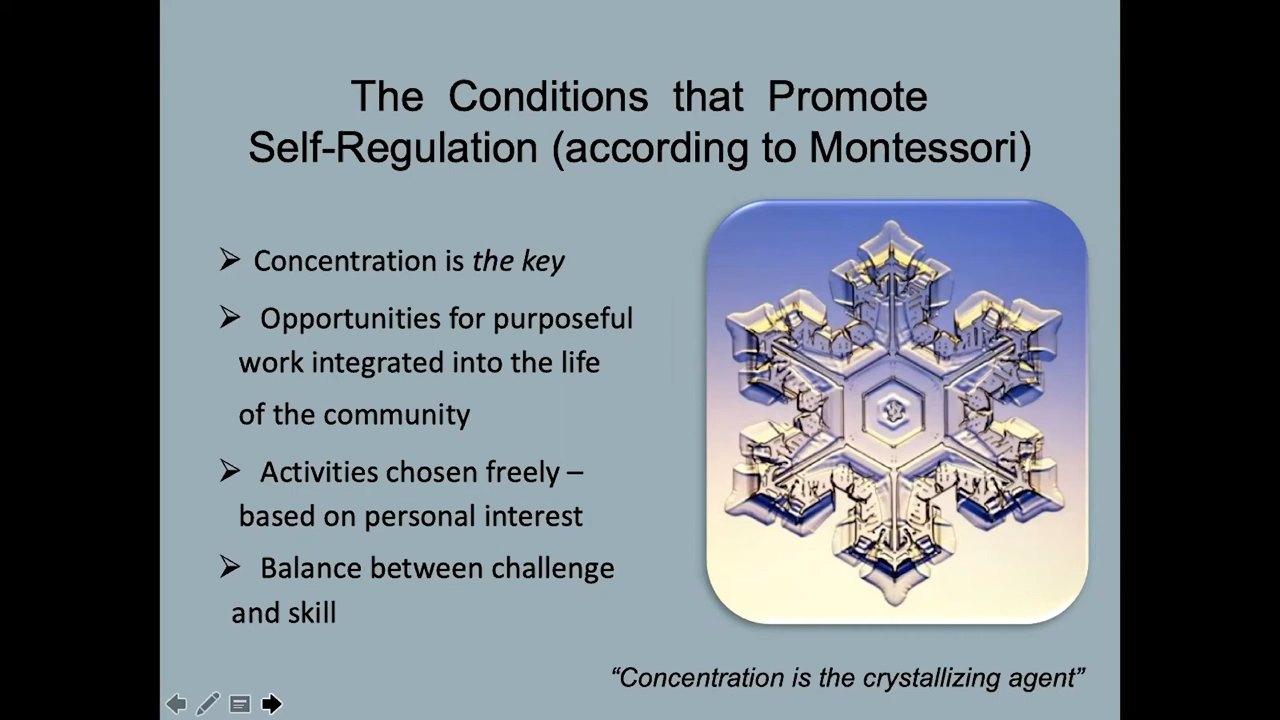 The Conditions that Promote
Self-Regulation (according to Montessori)
➢ Concentration is the key
➢ Opportunities for purposeful
work integrated into the life
of the community
➢ Activities chosen freely –
based on personal interest
➢ Balance between challenge
and skill
“Concentration is the crystallizing agent”